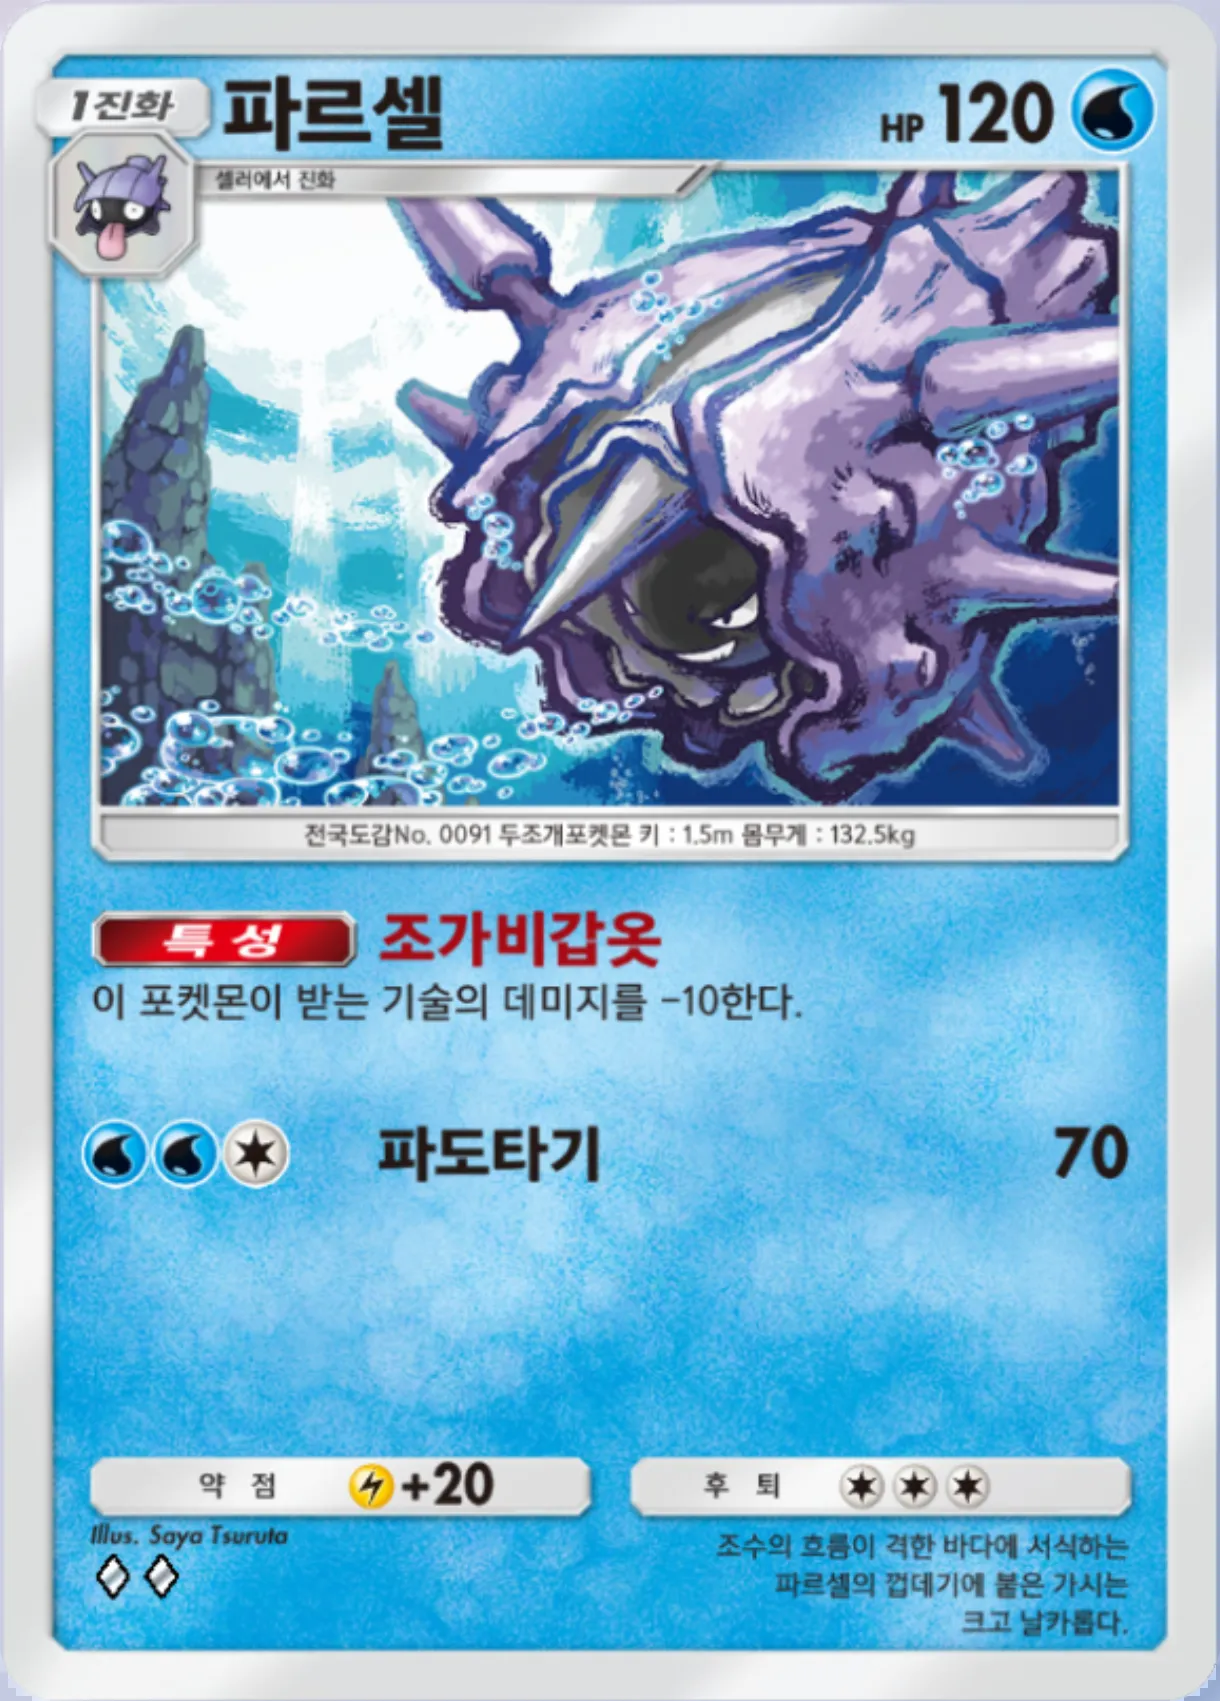 1진화
파르셀
HP 120
셀러에서 진화
전국도감No. 0091 두조개포켓몬 키 : 1.5m 몸무게 : 132.5kg
특성 조가비갑옷
이 포켓몬이 받는 기술의 데미지를 -10한다.
파도타기 70
약점 +20
후퇴
Illus. Saya Tsuruta
조수의 흐름이 격한 바다에 서식하는
파르셀의 껍데기에 붙은 가시는
크고 날카롭다.